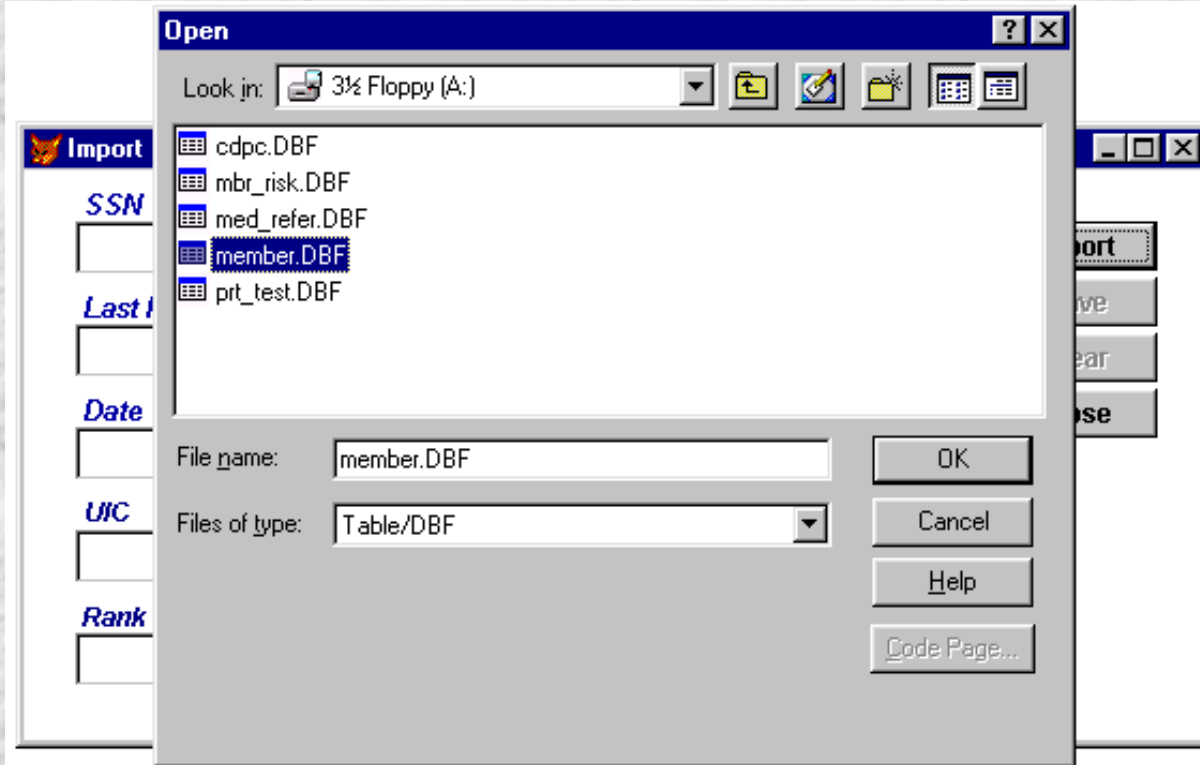 Open
Look in: 3½ Floppy (A:)
Import
cdpc.DBF
mbr_risk.DBF
med_refer.DBF
member.DBF
prt_test.DBF
SSN
Last
Date
UIC
Rank
File name: member.DBF
OK
Files of type: Table/DBF
Cancel
Help
Code Page...